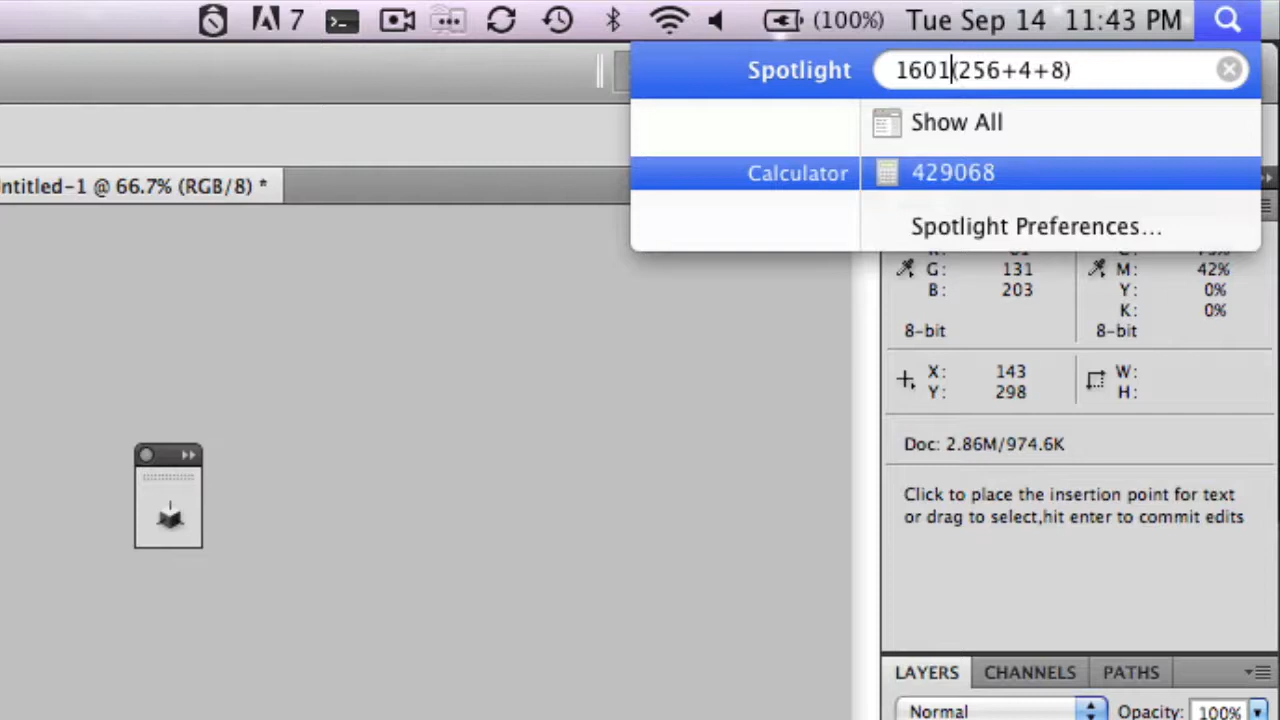 7 (100%) Tue Sep 14 11:43 PM
Spotlight 1601(256+4+8)
Show All
Calculator 429068
Spotlight Preferences...
ntitled-1 @ 66.7% (RGB/8) *
G: 131 M: 42%
B: 203 Y: 0%
K: 0%
8-bit 8-bit
X: 143 W:
Y: 298 H:
Doc: 2.86M/974.6K
Click to place the insertion point for text
or drag to select,hit enter to commit edits
LAYERS CHANNELS PATHS
Normal Opacity: 100%